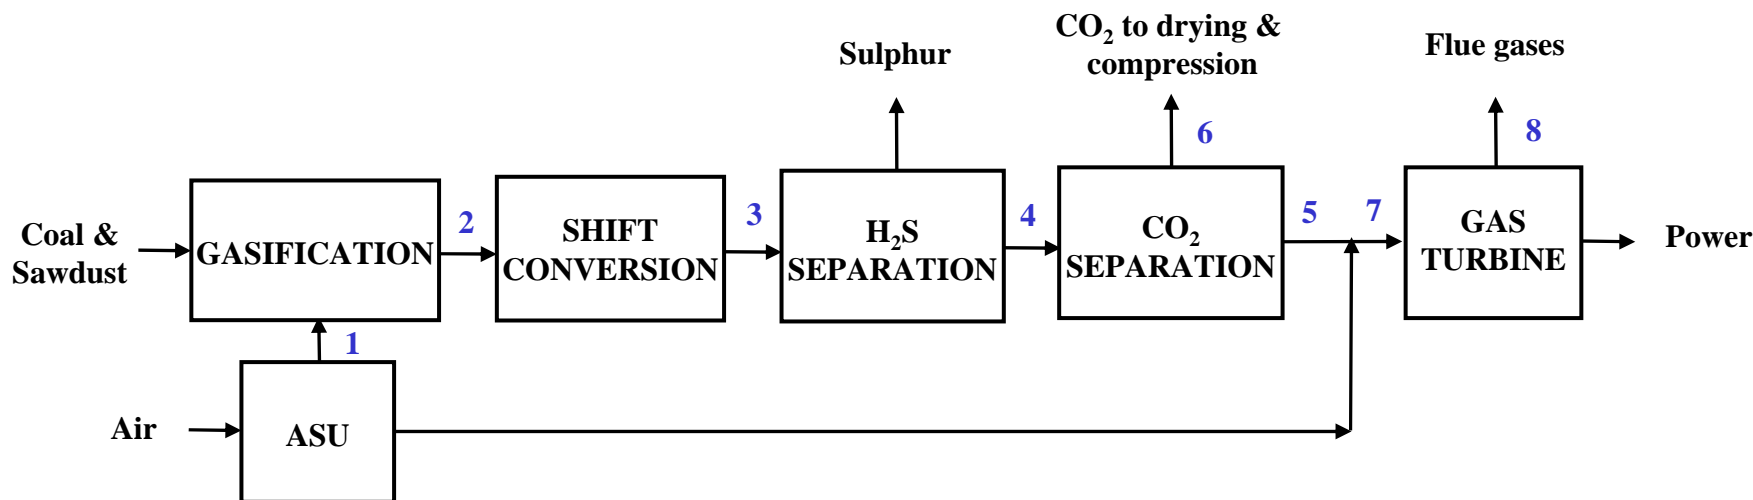 CO₂ to drying &
compression
Flue gases
Sulphur
6
8
2
3
4
5
7
Coal &
Sawdust
GASIFICATION
SHIFT
CONVERSION
H₂S
SEPARATION
CO₂
SEPARATION
GAS
TURBINE
Power
1
Air
ASU